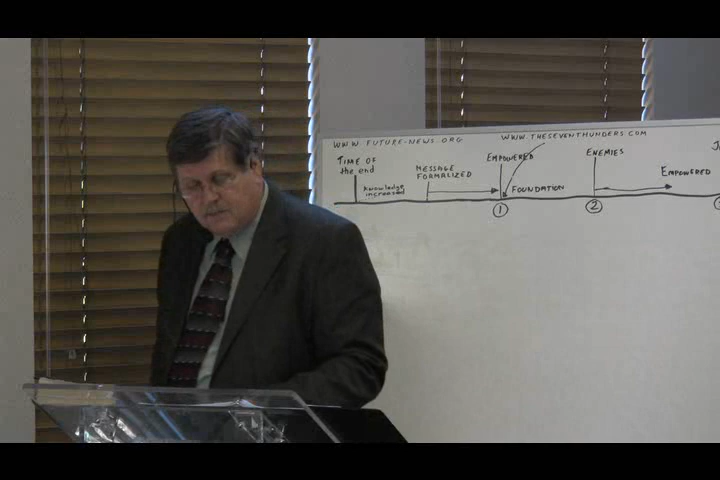 WWW. FUTURE-NEWS.ORG
WWW.THESEVENTHUNDERS.COM
TIME OF
the end
Knowledge
increased
MESSAGE
FORMALIZED
EMPOWERED
FOUNDATION
ENEMIES
EMPOWERED
1
2